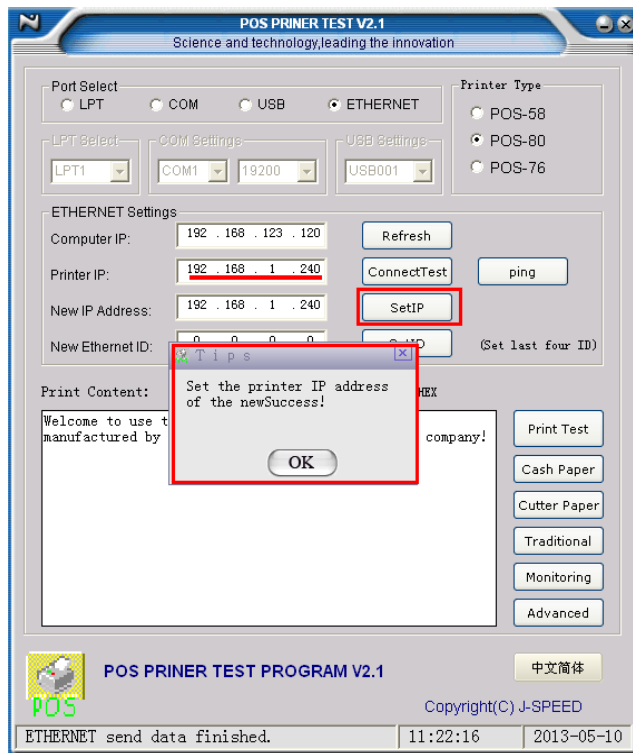 POS PRINER TEST V2.1
Science and technology,leading the innovation
Port Select
LPT COM USB ETHERNET
Printer Type
POS-58
POS-80
POS-76
LPT Select COM Settings USB Settings
LPT1 COM1 19200 USB001
ETHERNET Settings
Computer IP: 192 . 168 . 123 . 120 Refresh
Printer IP: 192 . 168 . 1 . 240 ConnectTest ping
New IP Address: 192 . 168 . 1 . 240 SetIP
New Ethernet ID: 0 0 0 0 (Set last four ID)
Tips
Set the printer IP address
of the newSuccess!
OK
Print Content: HEX
Welcome to use t
manufactured by company!
Print Test
Cash Paper
Cutter Paper
Traditional
Monitoring
Advanced
POS
POS PRINER TEST PROGRAM V2.1
中文简体
Copyright(C) J-SPEED
ETHERNET send data finished. 11:22:16 2013-05-10